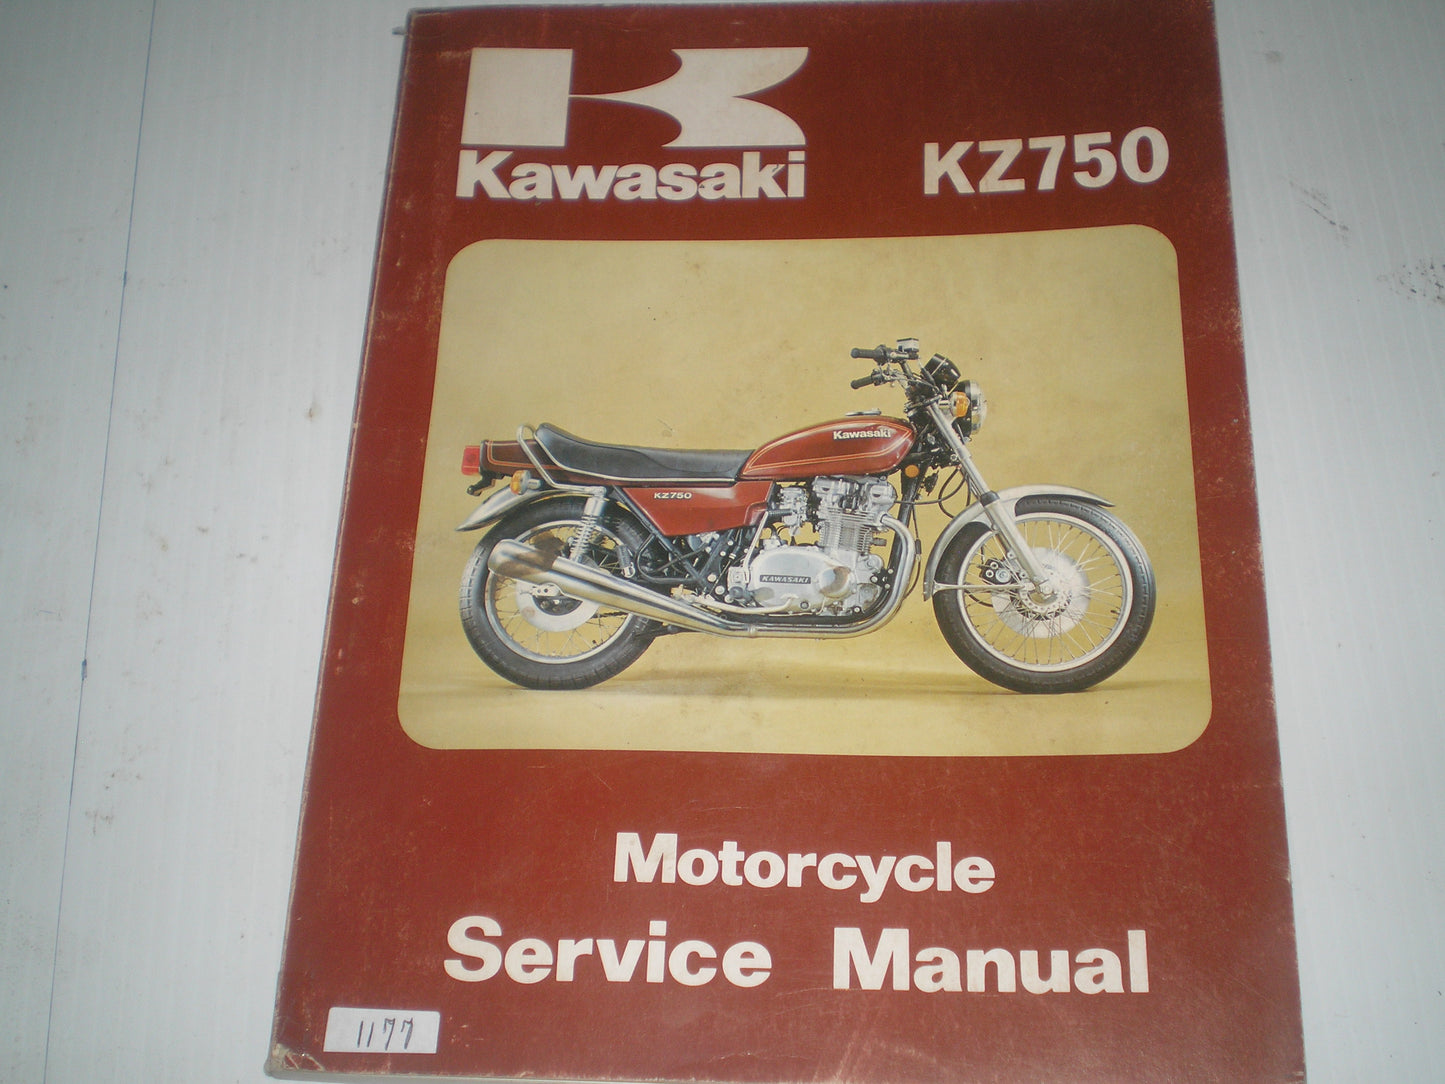 Kawasaki
KZ750
Kawasaki
KZ750
KAWASAKI
Motorcycle
Service Manual
1177